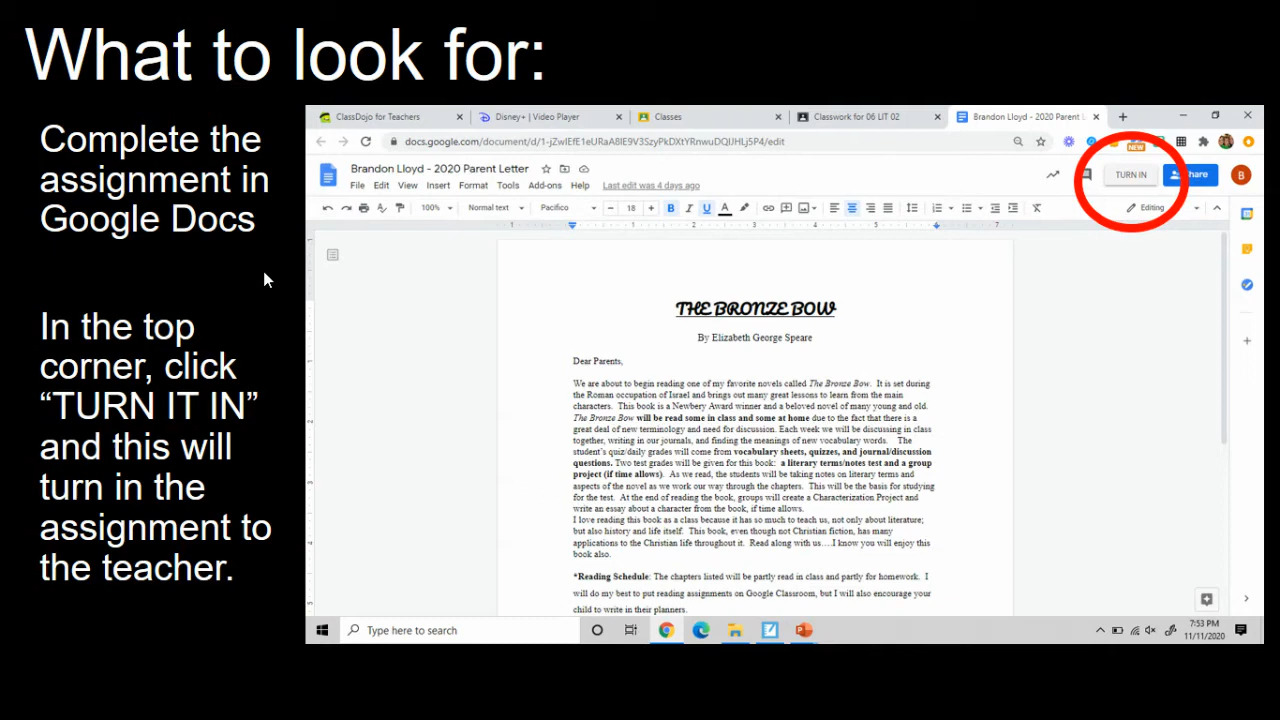 What to look for:
Complete the
assignment in
Google Docs
In the top
corner, click
“TURN IT IN”
and this will
turn in the
assignment to
the teacher.
ClassDojo for Teachers
Disney+ | Video Player
Classes
Classwork for 06 LIT 02
Brandon Lloyd - 2020 Parent L
docs.google.com/document/d/1-jZwIEfE1eURaA8lE9V3SzyPkDXtYRnwuDQlJHLj5P4/edit
NEW
Brandon Lloyd - 2020 Parent Letter
TURN IN
Share
B
File Edit View Insert Format Tools Add-ons Help Last edit was 4 days ago
100% Normal text Pacifico 18 B I U A Editing
THE BRONZE BOW
By Elizabeth George Speare
Dear Parents,
We are about to begin reading one of my favorite novels called The Bronze Bow. It is set during
the Roman occupation of Israel and brings out many great lessons to learn from the main
characters. This book is a Newbery Award winner and a beloved novel of many young and old.
The Bronze Bow will be read some in class and some at home due to the fact that there is a
great deal of new terminology and need for discussion. Each week we will be discussing in class
together, writing in our journals, and finding the meanings of new vocabulary words. The
student’s quiz/daily grades will come from vocabulary sheets, quizzes, and journal/discussion
questions. Two test grades will be given for this book: a literary terms/notes test and a group
project (if time allows). As we read, the students will be taking notes on literary terms and
aspects of the novel as we work our way through the chapters. This will be the basis for studying
for the test. At the end of reading the book, groups will create a Characterization Project and
write an essay about a character from the book, if time allows.
I love reading this book as a class because it has so much to teach us, not only about literature;
but also history and life itself. This book, even though not Christian fiction, has many
applications to the Christian life throughout it. Read along with us….I know you will enjoy this
book also.
*Reading Schedule: The chapters listed will be partly read in class and partly for homework. I
will do my best to put reading assignments on Google Classroom, but I will also encourage your
child to write in their planners.
Type here to search
7:53 PM
11/11/2020